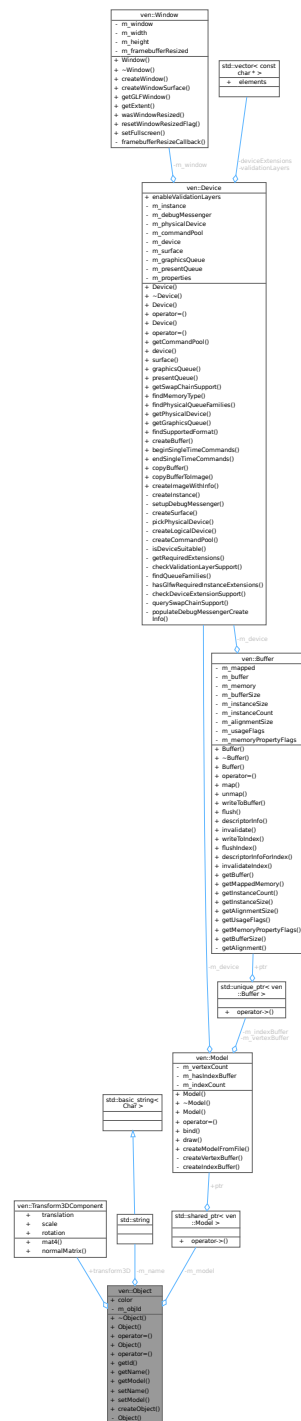 ven::Window
- m_window
- m_width
- m_height
- m_framebufferResized
+ Window()
+ ~Window()
+ createWindow()
+ createWindowSurface()
+ getGLFWindow()
+ getExtent()
+ wasWindowResized()
+ resetWindowResizedFlag()
+ setFullscreen()
- framebufferResizeCallback()
std::vector< const
char * >
+ elements
-m_window
-deviceExtensions
-validationLayers
ven::Device
+ enableValidationLayers
- m_instance
- m_debugMessenger
- m_physicalDevice
- m_commandPool
- m_device
- m_surface
- m_graphicsQueue
- m_presentQueue
- m_properties
+ Device()
+ ~Device()
+ Device()
+ operator=()
+ Device()
+ operator=()
+ getCommandPool()
+ device()
+ surface()
+ graphicsQueue()
+ presentQueue()
+ getSwapChainSupport()
+ findMemoryType()
+ findPhysicalQueueFamilies()
+ getPhysicalDevice()
+ getGraphicsQueue()
+ findSupportedFormat()
+ createBuffer()
+ beginSingleTimeCommands()
+ endSingleTimeCommands()
+ copyBuffer()
+ copyBufferToImage()
+ createImageWithInfo()
- createInstance()
- setupDebugMessenger()
- createSurface()
- pickPhysicalDevice()
- createLogicalDevice()
- createCommandPool()
- isDeviceSuitable()
- getRequiredExtensions()
- checkValidationLayerSupport()
- findQueueFamilies()
- hasGlfwRequiredInstanceExtensions()
- checkDeviceExtensionSupport()
- querySwapChainSupport()
- populateDebugMessengerCreate
Info()
-m_device
ven::Buffer
- m_mapped
- m_buffer
- m_memory
- m_bufferSize
- m_instanceSize
- m_instanceCount
- m_alignmentSize
- m_usageFlags
- m_memoryPropertyFlags
+ Buffer()
+ ~Buffer()
+ Buffer()
+ operator=()
+ map()
+ unmap()
+ writeToBuffer()
+ flush()
+ descriptorInfo()
+ invalidate()
+ writeToIndex()
+ flushIndex()
+ descriptorInfoForIndex()
+ invalidateIndex()
+ getBuffer()
+ getMappedMemory()
+ getInstanceCount()
+ getInstanceSize()
+ getAlignmentSize()
+ getUsageFlags()
+ getMemoryPropertyFlags()
+ getBufferSize()
- getAlignment()
-m_device
+ptr
std::unique_ptr< ven
::Buffer >
+ operator->()
-m_indexBuffer
-m_vertexBuffer
ven::Model
- m_vertexCount
- m_hasIndexBuffer
- m_indexCount
+ Model()
+ ~Model()
+ Model()
+ operator=()
+ bind()
+ draw()
+ createModelFromFile()
- createVertexBuffer()
- createIndexBuffer()
std::basic_string<
Char >
+ptr
ven::Transform3DComponent
+ translation
+ scale
+ rotation
+ mat4()
+ normalMatrix()
std::string
std::shared_ptr< ven
::Model >
+ operator->()
+transform3D
-m_name
-m_model
ven::Object
+ color
- m_objId
+ ~Object()
+ Object()
+ operator=()
+ Object()
+ operator=()
+ getId()
+ getName()
+ getModel()
+ setName()
+ setModel()
+ createObject()
- Object()